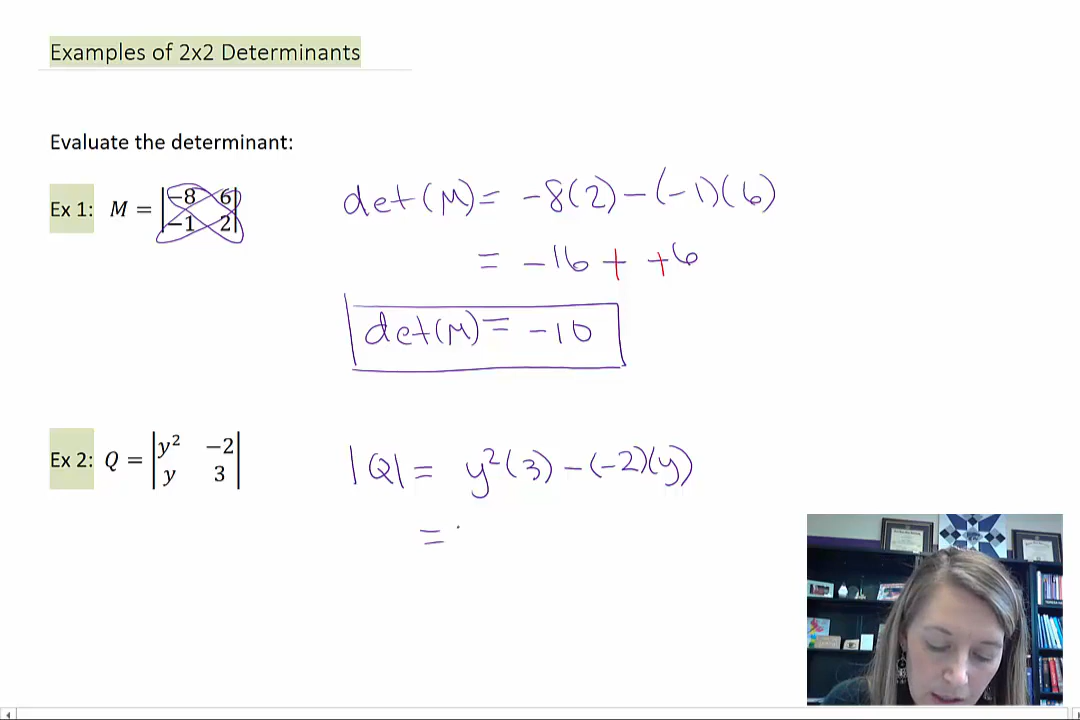 Examples of 2x2 Determinants
Evaluate the determinant:
Ex 1: M = |−8 6|
|−1 2|
det(M) = -8(2) - (-1)(6)
= -16 + +6
det(M) = -10
Ex 2: Q = |y² −2|
|y 3|
|Q| = y²(3) - (-2)(y)
=